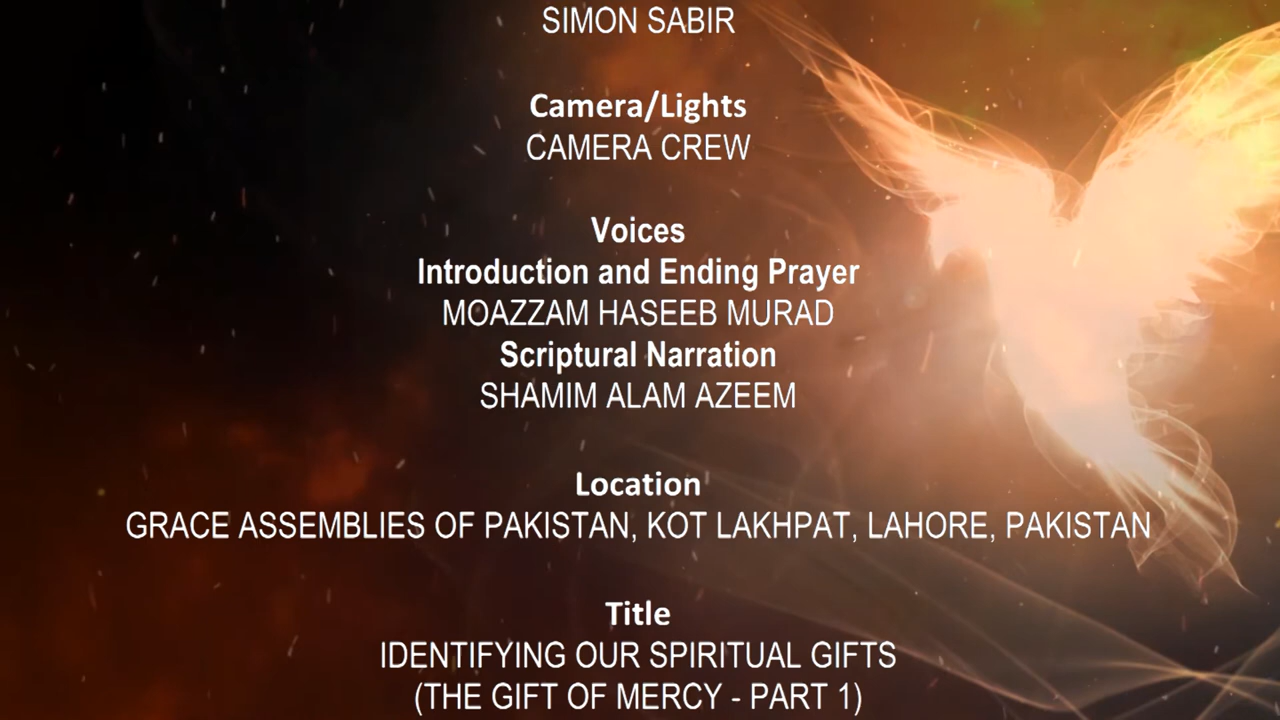 SIMON SABIR
Camera/Lights
CAMERA CREW
Voices
Introduction and Ending Prayer
MOAZZAM HASEEB MURAD
Scriptural Narration
SHAMIM ALAM AZEEM
Location
GRACE ASSEMBLIES OF PAKISTAN, KOT LAKHPAT, LAHORE, PAKISTAN
Title
IDENTIFYING OUR SPIRITUAL GIFTS
(THE GIFT OF MERCY - PART 1)